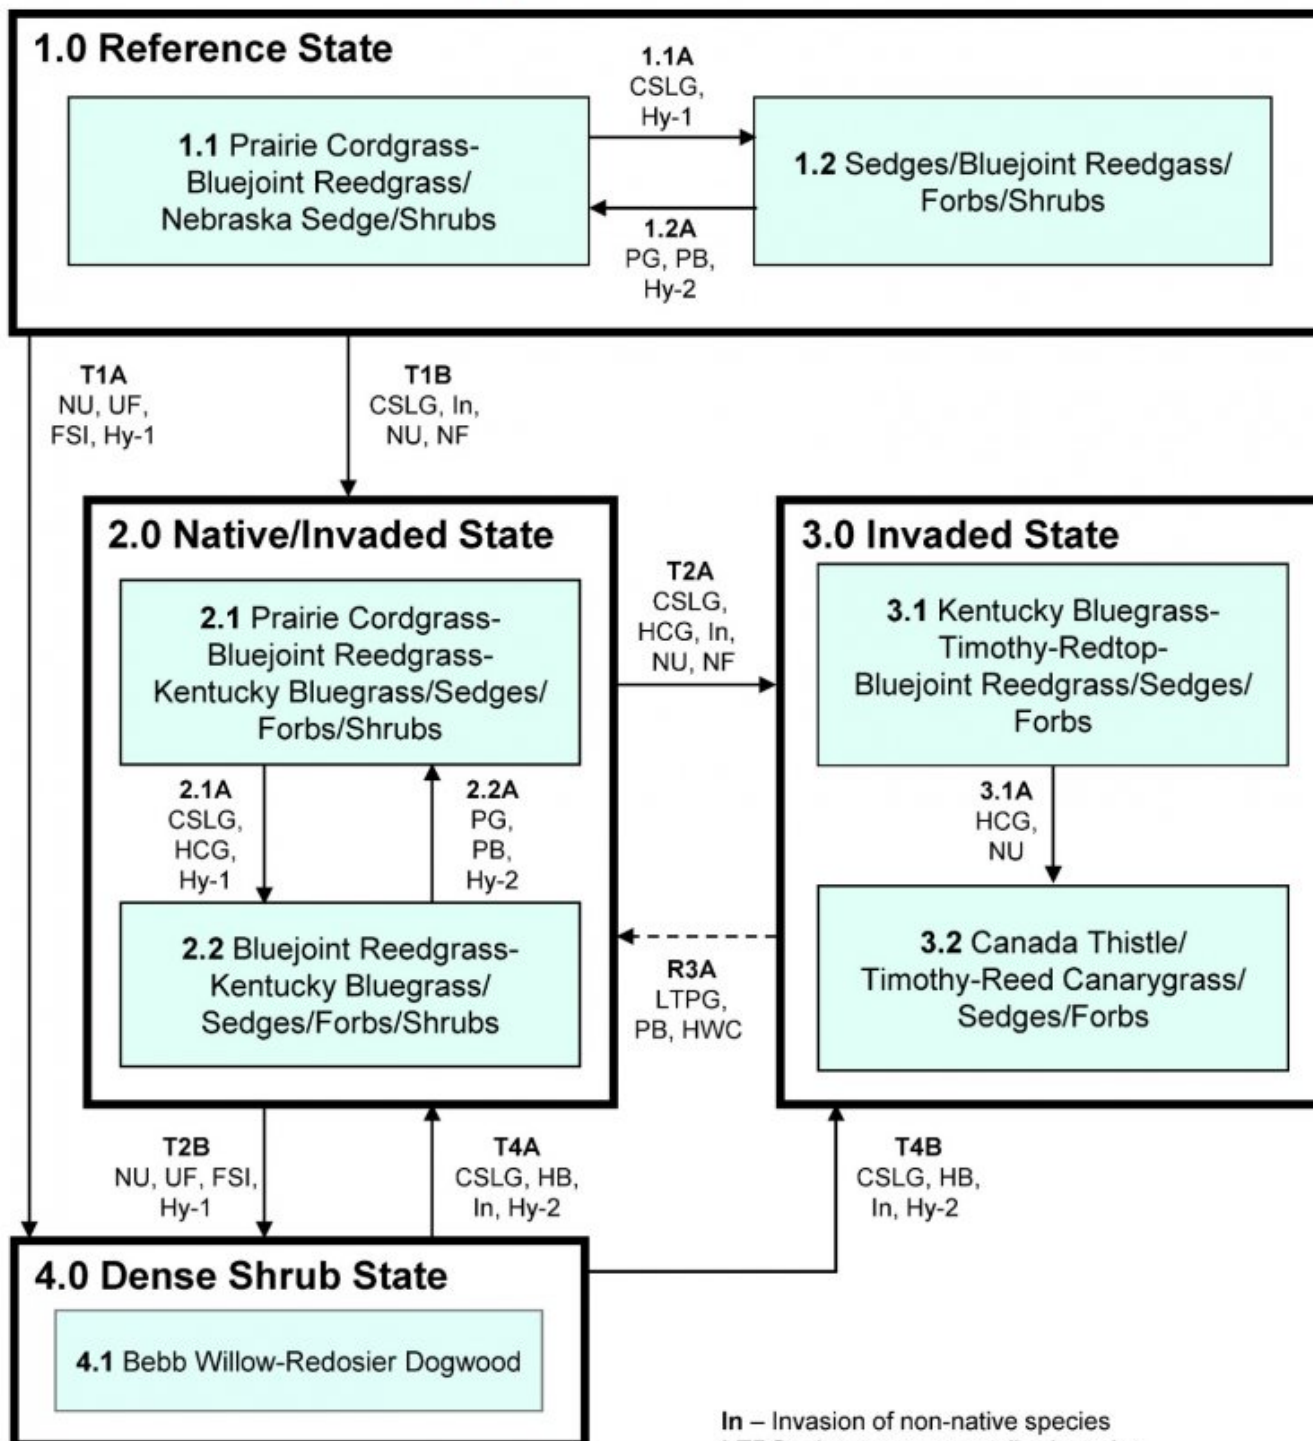 1.0 Reference State
1.1A
CSLG,
Hy-1
1.1 Prairie Cordgrass-
Bluejoint Reedgrass/
Nebraska Sedge/Shrubs
1.2 Sedges/Bluejoint Reedgass/
Forbs/Shrubs
1.2A
PG, PB,
Hy-2
T1A
NU, UF,
FSI, Hy-1
T1B
CSLG, In,
NU, NF
2.0 Native/Invaded State
2.1 Prairie Cordgrass-
Bluejoint Reedgrass-
Kentucky Bluegrass/Sedges/
Forbs/Shrubs
2.1A
CSLG,
HCG,
Hy-1
2.2A
PG,
PB,
Hy-2
2.2 Bluejoint Reedgrass-
Kentucky Bluegrass/
Sedges/Forbs/Shrubs
T2A
CSLG,
HCG, In,
NU, NF
3.0 Invaded State
3.1 Kentucky Bluegrass-
Timothy-Redtop-
Bluejoint Reedgrass/Sedges/
Forbs
3.1A
HCG,
NU
3.2 Canada Thistle/
Timothy-Reed Canarygrass/
Sedges/Forbs
R3A
LTPG,
PB, HWC
T2B
NU, UF, FSI,
Hy-1
T4A
CSLG, HB,
In, Hy-2
T4B
CSLG, HB,
In, Hy-2
4.0 Dense Shrub State
4.1 Bebb Willow-Redosier Dogwood
In – Invasion of non-native species